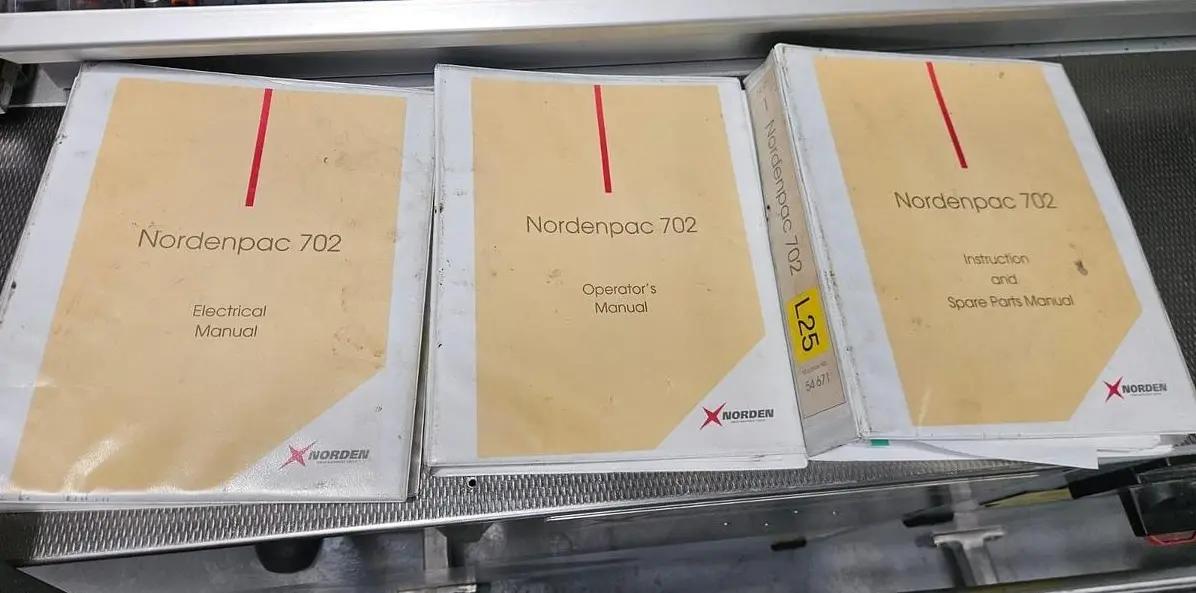 Nordenpac 702
Electrical
Manual
NORDEN
Nordenpac 702
Operator's
Manual
NORDEN
Nordenpac 702
L25
54 671
Nordenpac 702
Instruction
and
Spare Parts Manual
NORDEN